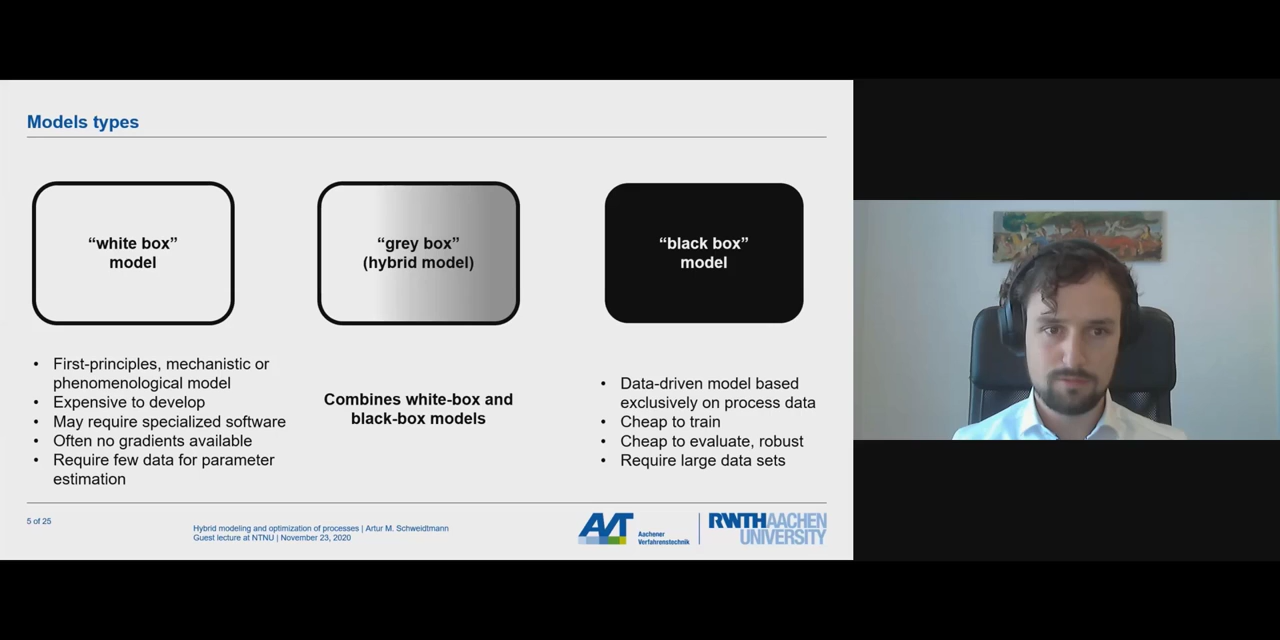 Models types
“white box”
model
“grey box”
(hybrid model)
“black box”
model
• First-principles, mechanistic or
phenomenological model
• Expensive to develop
• May require specialized software
• Often no gradients available
• Require few data for parameter
estimation
Combines white-box and
black-box models
• Data-driven model based
exclusively on process data
• Cheap to train
• Cheap to evaluate, robust
• Require large data sets
5 of 25
Hybrid modeling and optimization of processes | Artur M. Schweidtmann
Guest lecture at NTNU | November 23, 2020
AVT
Aachener
Verfahrenstechnik
RWTHAACHEN
UNIVERSITY